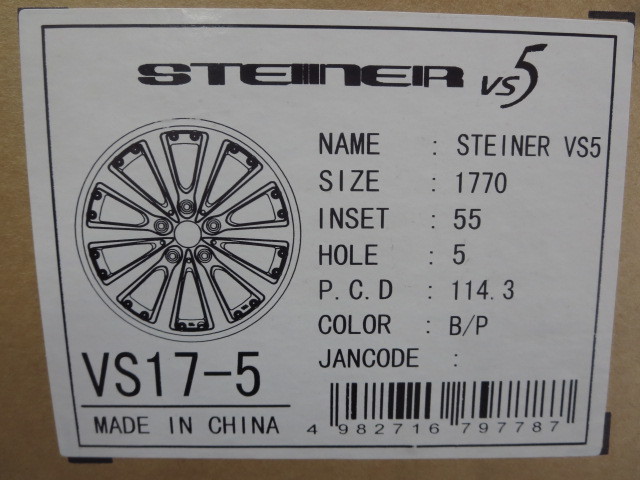 STEINER VS5
NAME : STEINER VS5
SIZE : 1770
INSET : 55
HOLE : 5
P.C.D : 114.3
COLOR : B/P
JANCODE :
4 982716 797787
VS17-5
MADE IN CHINA